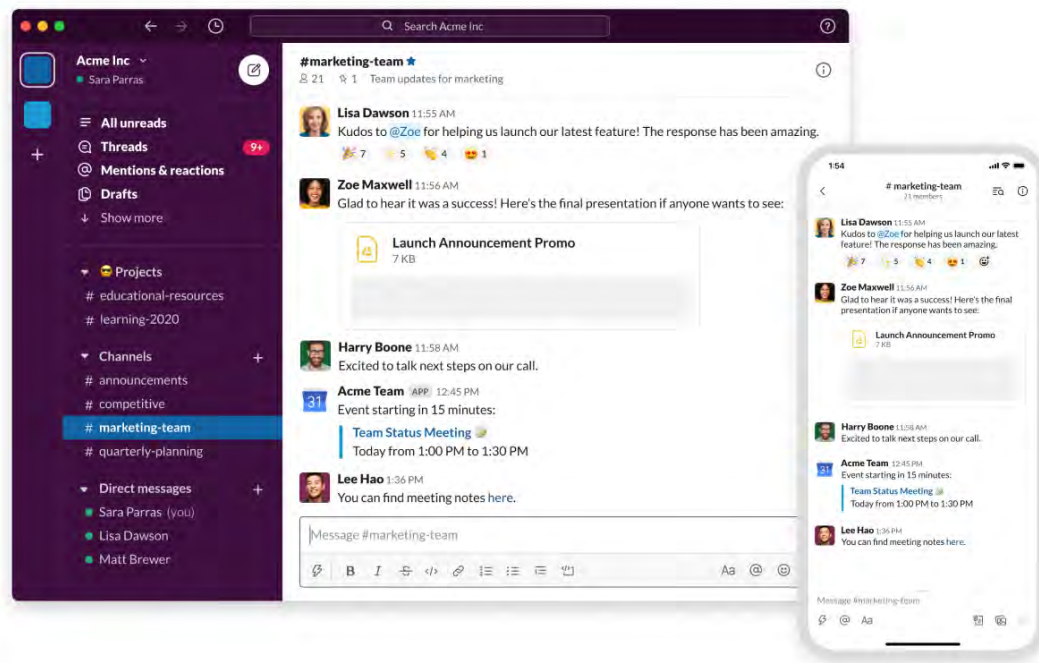 Search Acme Inc
Acme Inc
Sara Parras
All unreads
Threads
9+
Mentions & reactions
Drafts
Show more
Projects
# educational-resources
# learning-2020
Channels
# announcements
# competitive
# marketing-team
# quarterly-planning
Direct messages
Sara Parras (you)
Lisa Dawson
Matt Brewer
#marketing-team
21 1 Team updates for marketing
Lisa Dawson 11:55 AM
Kudos to @Zoe for helping us launch our latest feature! The response has been amazing.
7 5 4 1
Zoe Maxwell 11:56 AM
Glad to hear it was a success! Here's the final presentation if anyone wants to see:
Launch Announcement Promo
7 KB
Harry Boone 11:58 AM
Excited to talk next steps on our call.
31
Acme Team APP 12:45 PM
Event starting in 15 minutes:
Team Status Meeting
Today from 1:00 PM to 1:30 PM
Lee Hao 1:36 PM
You can find meeting notes here.
Message #marketing-team
B I S </> Aa @
1:54
# marketing-team
21 members
Lisa Dawson 11:55 AM
Kudos to @Zoe for helping us launch our latest
feature! The response has been amazing.
7 5 4 1
Zoe Maxwell 11:56 AM
Glad to hear it was a success! Here's the final
presentation if anyone wants to see:
Launch Announcement Promo
7 KB
Harry Boone 11:58 AM
Excited to talk next steps on our call.
31
Acme Team 12:45 PM
Event starting in 15 minutes:
Team Status Meeting
Today from 1:00 PM to 1:30 PM
Lee Hao 1:36 PM
You can find meeting notes here.
Message #marketing-team
@ Aa